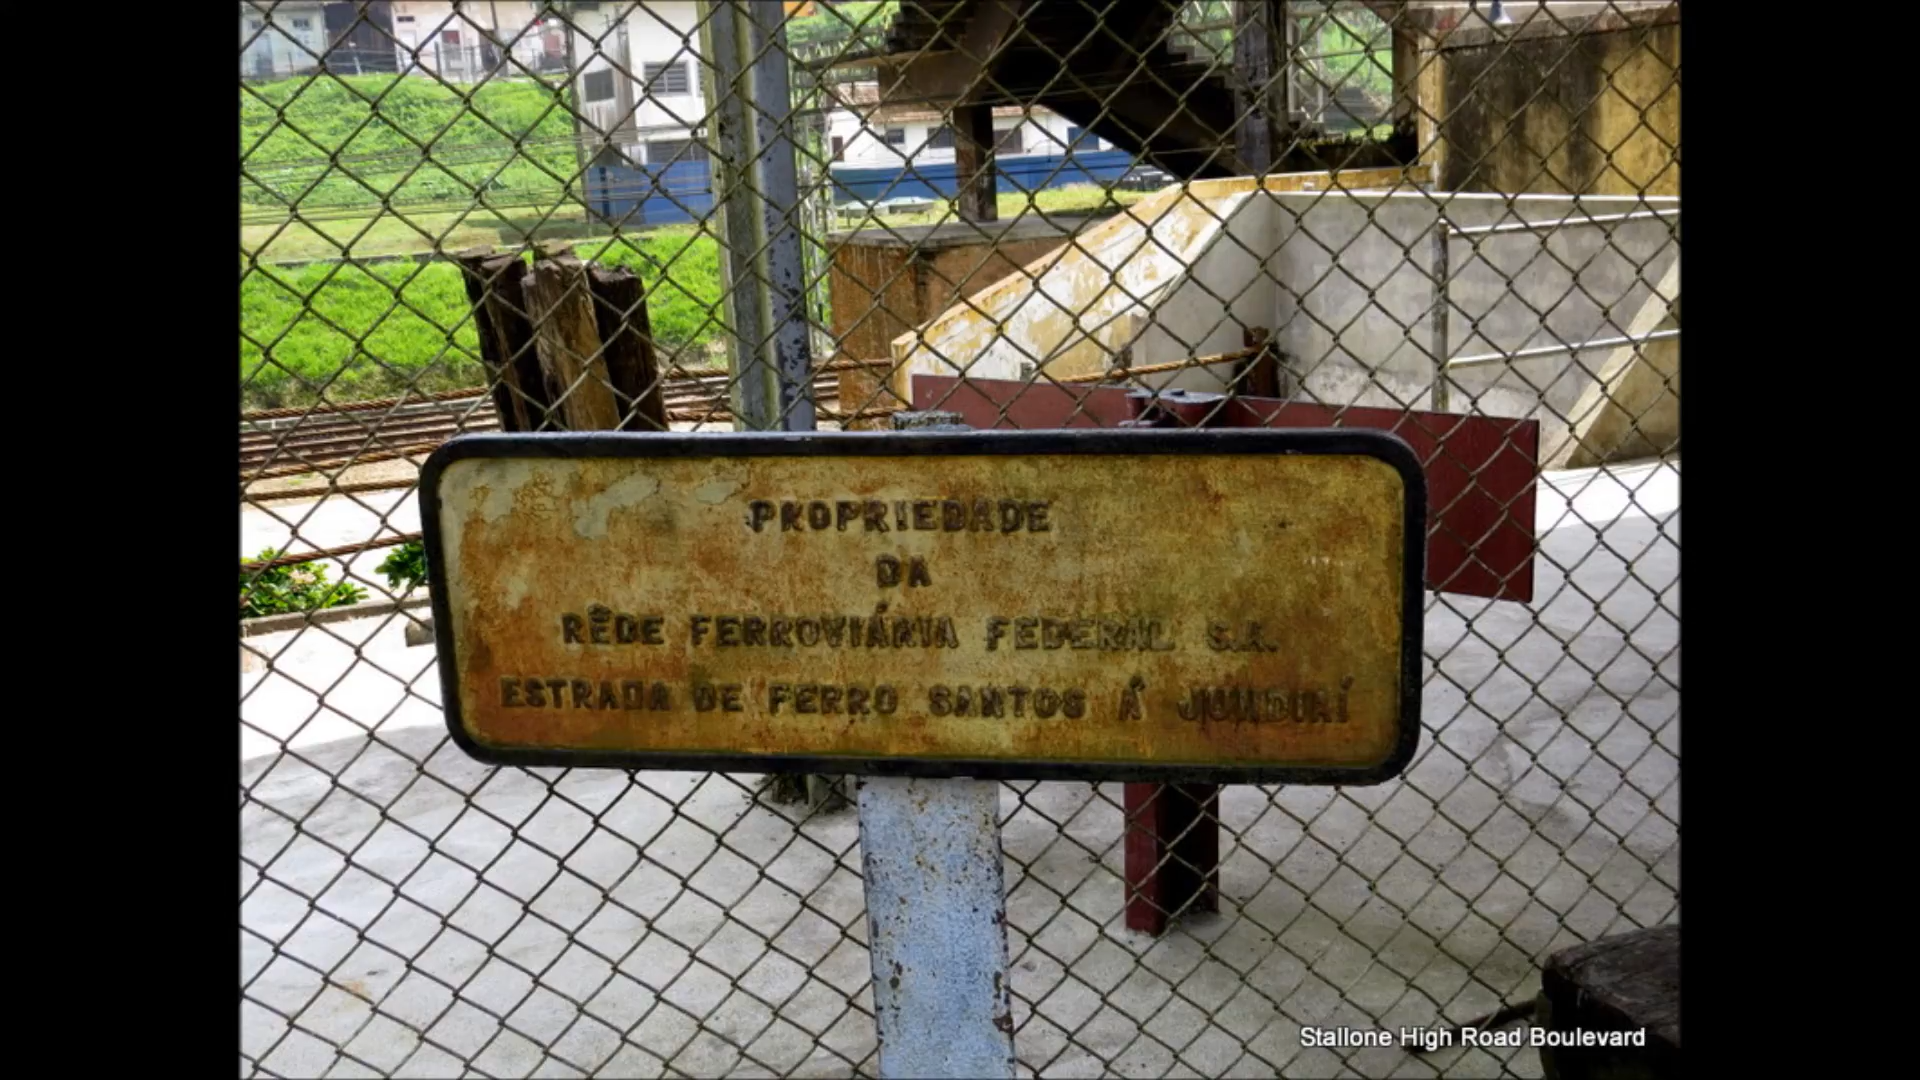 PROPRIEDADE
DA
RÊDE FERROVIÁRIA FEDERAL S.A.
ESTRADA DE FERRO SANTOS Á JUNDIAÍ
Stallone High Road Boulevard